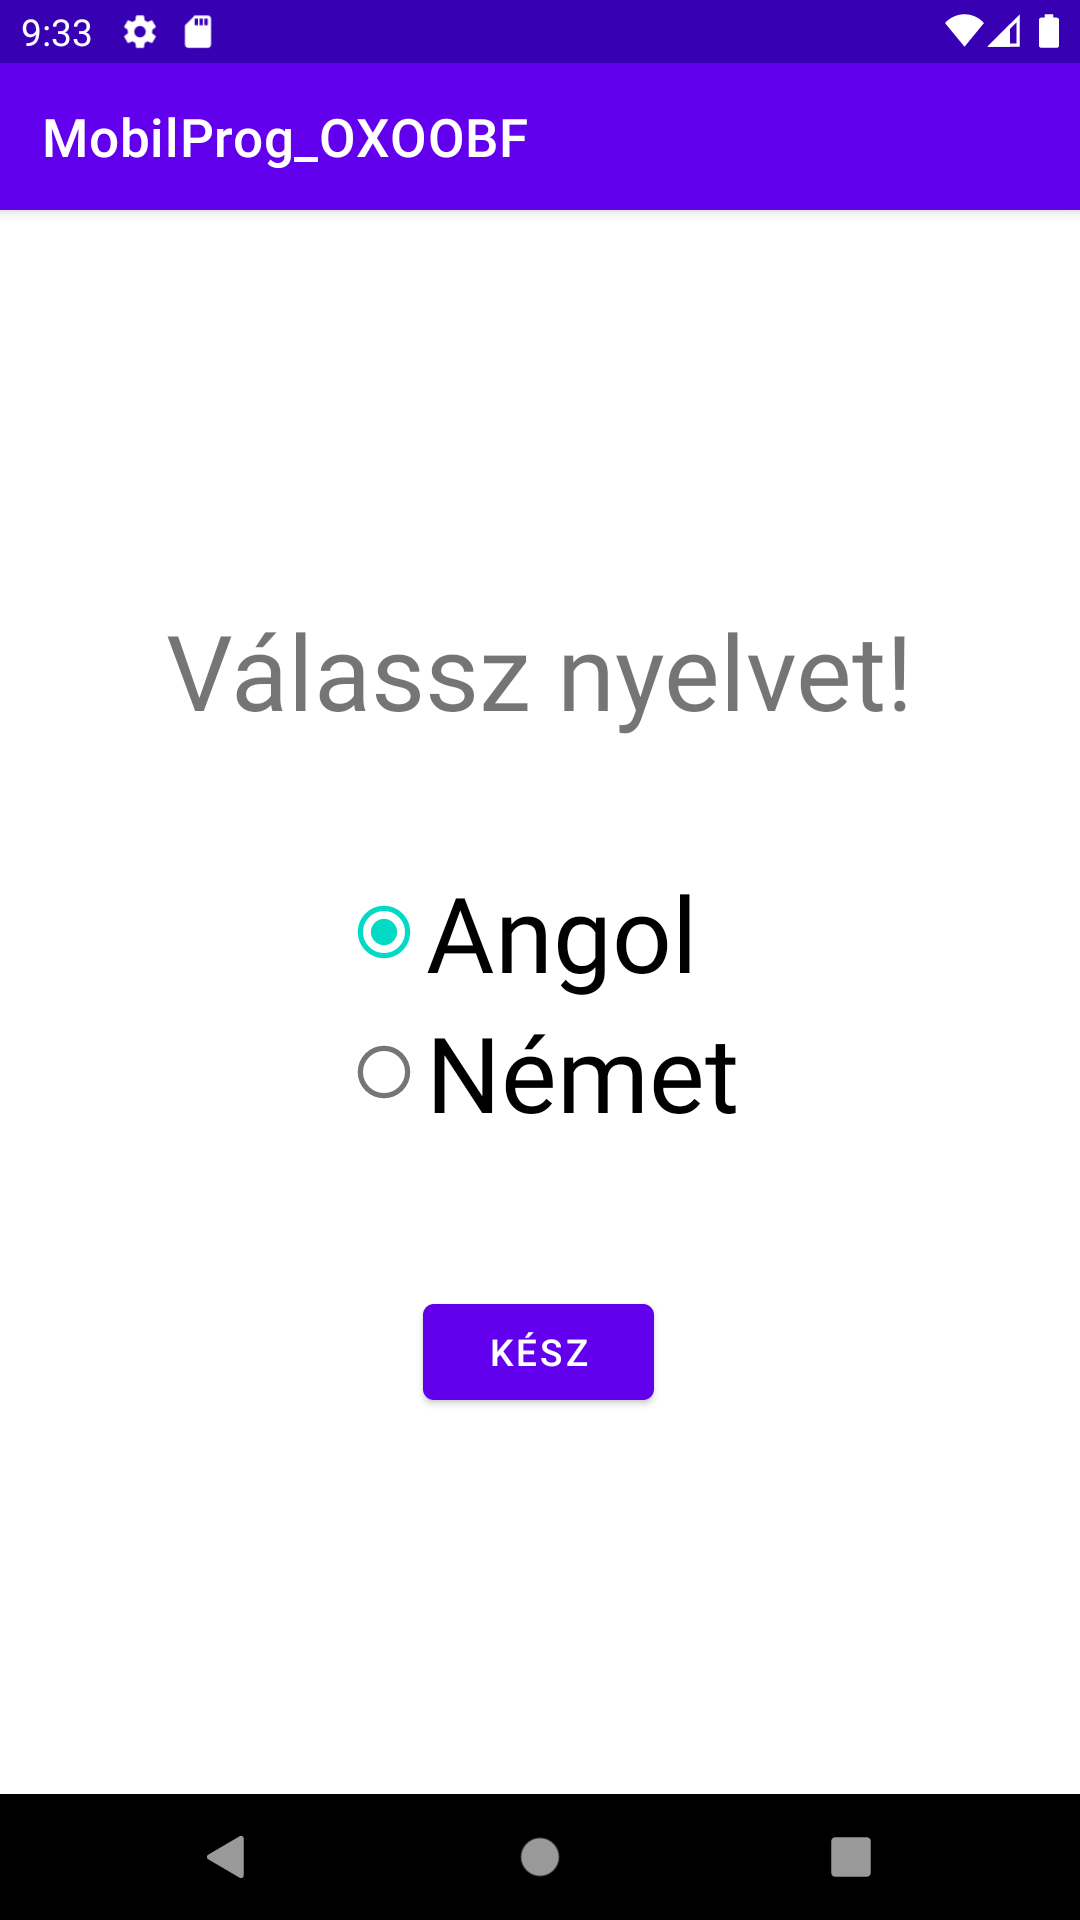 9:33
MobilProg_OXOOBF
Válassz nyelvet!
Angol
Német
KÉSZ